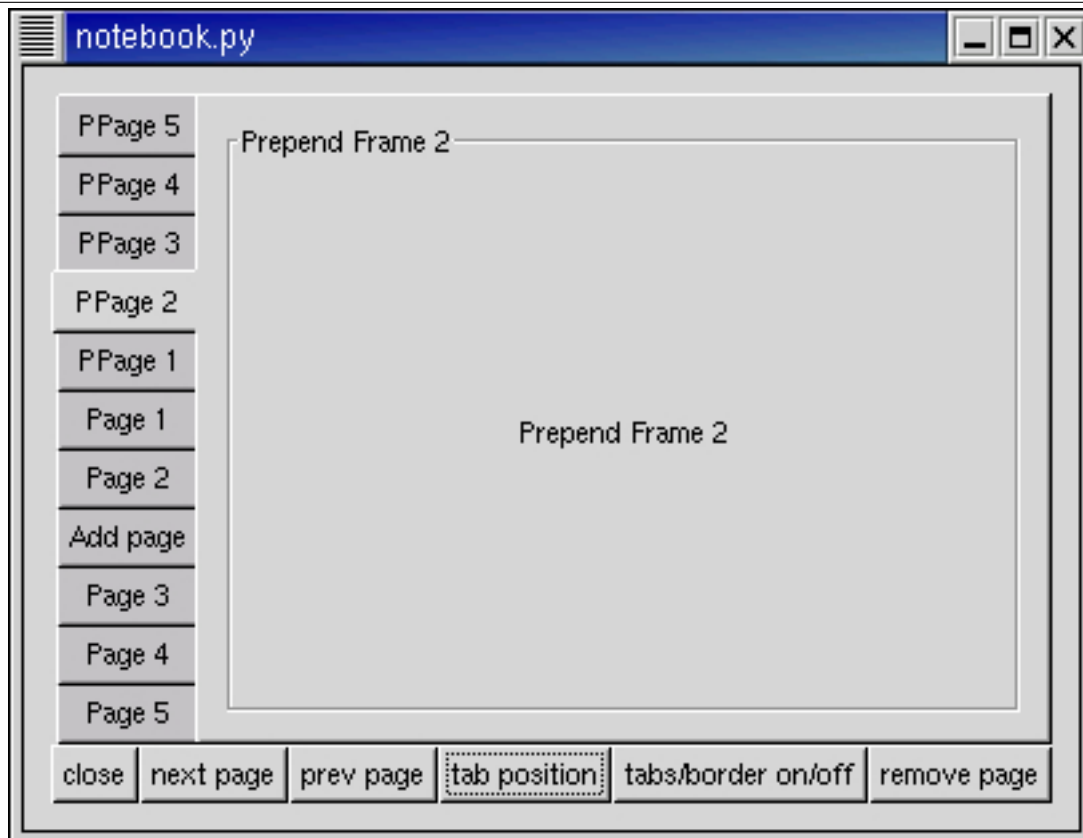 notebook.py
PPage 5
PPage 4
PPage 3
PPage 2
PPage 1
Page 1
Page 2
Add page
Page 3
Page 4
Page 5
Prepend Frame 2
Prepend Frame 2
close next page prev page tab position tabs/border on/off remove page